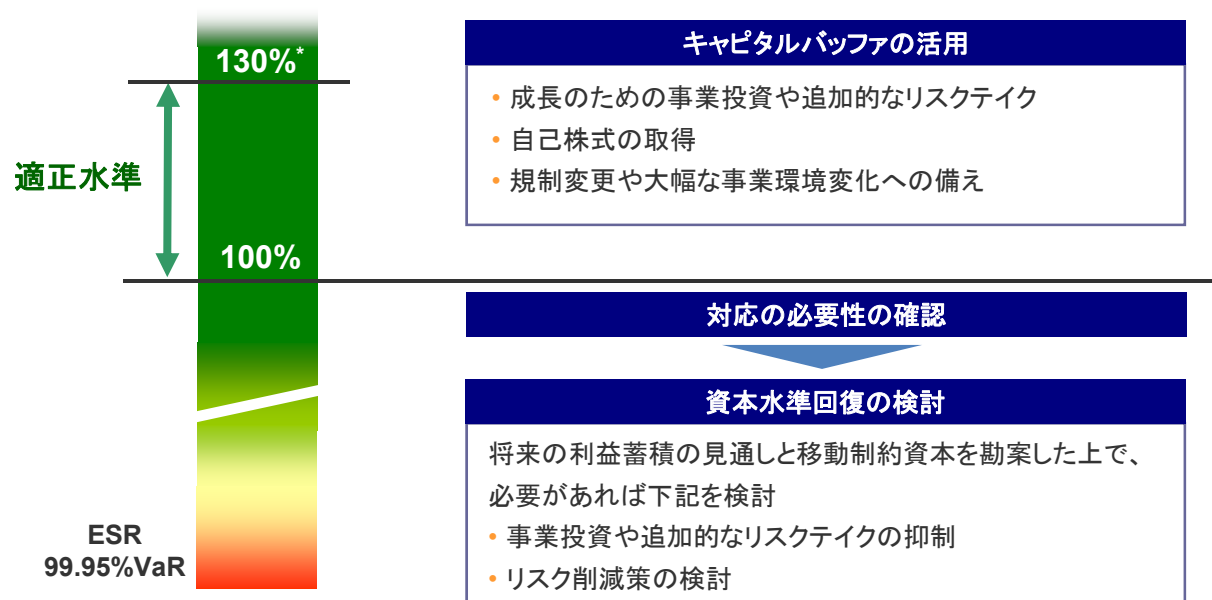 130%*
適正水準
100%
ESR
99.95%VaR
キャピタルバッファの活用
• 成長のための事業投資や追加的なリスクテイク
• 自己株式の取得
• 規制変更や大幅な事業環境変化への備え
対応の必要性の確認
資本水準回復の検討
将来の利益蓄積の見通しと移動制約資本を勘案した上で、
必要があれば下記を検討
• 事業投資や追加的なリスクテイクの抑制
• リスク削減策の検討